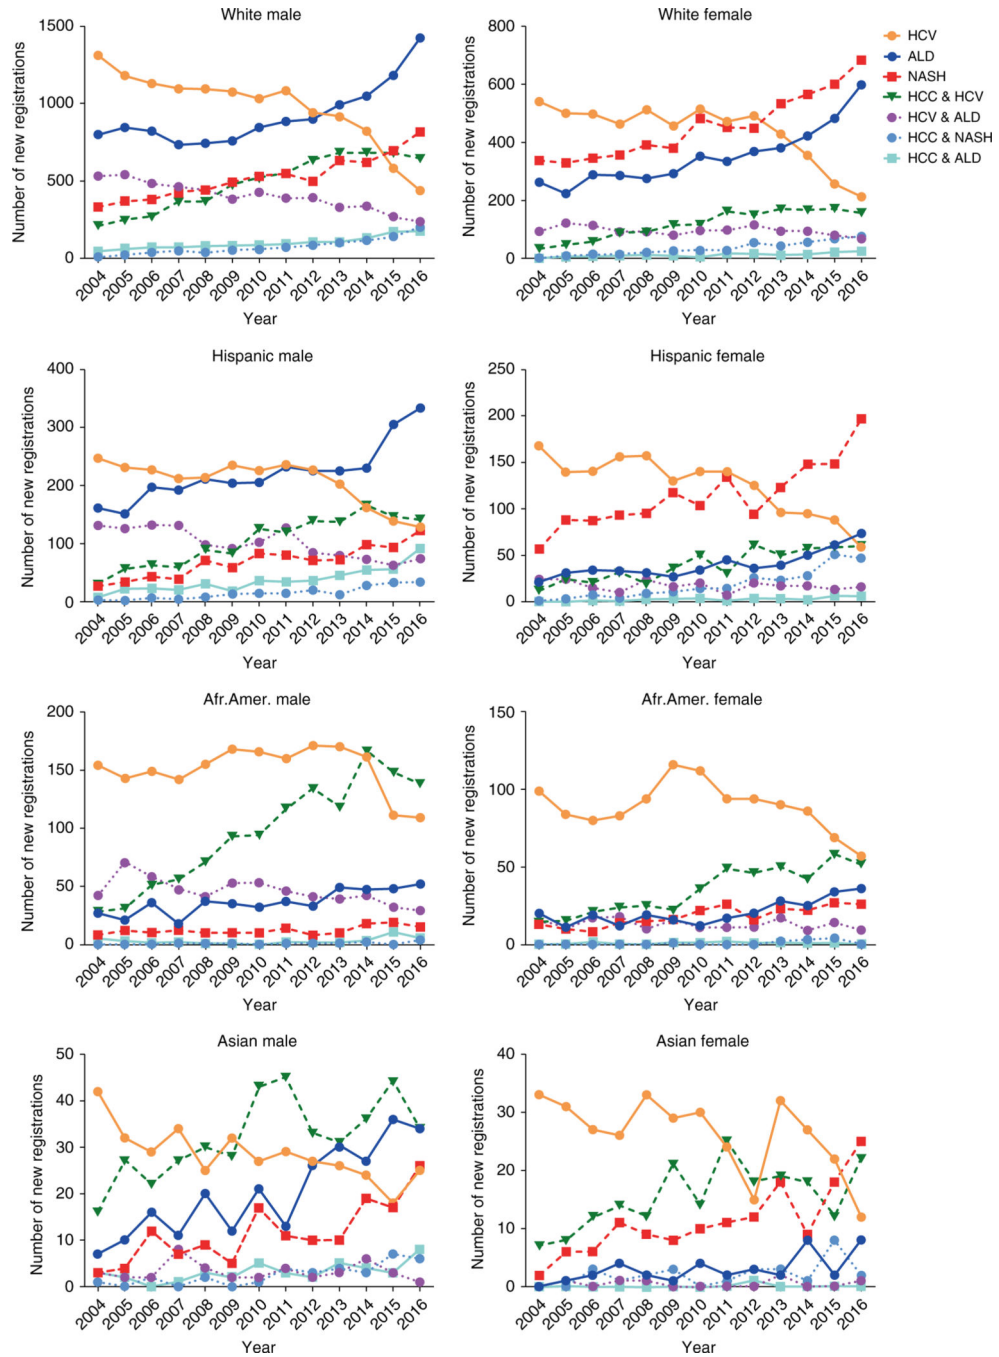 White male
Number of new registrations
1500
1000
500
0
2004 2005 2006 2007 2008 2009 2010 2011 2012 2013 2014 2015 2016
Year
White female
Number of new registrations
800
600
400
200
0
2004 2005 2006 2007 2008 2009 2010 2011 2012 2013 2014 2015 2016
Year
HCV
ALD
NASH
HCC & HCV
HCV & ALD
HCC & NASH
HCC & ALD
Hispanic male
Number of new registrations
400
300
200
100
0
2004 2005 2006 2007 2008 2009 2010 2011 2012 2013 2014 2015 2016
Year
Hispanic female
Number of new registrations
250
200
150
100
50
0
2004 2005 2006 2007 2008 2009 2010 2011 2012 2013 2014 2015 2016
Year
Afr.Amer. male
Number of new registrations
200
150
100
50
0
2004 2005 2006 2007 2008 2009 2010 2011 2012 2013 2014 2015 2016
Year
Afr.Amer. female
Number of new registrations
150
100
50
0
2004 2005 2006 2007 2008 2009 2010 2011 2012 2013 2014 2015 2016
Year
Asian male
Number of new registrations
50
40
30
20
10
0
2004 2005 2006 2007 2008 2009 2010 2011 2012 2013 2014 2015 2016
Year
Asian female
Number of new registrations
40
30
20
10
0
2004 2005 2006 2007 2008 2009 2010 2011 2012 2013 2014 2015 2016
Year